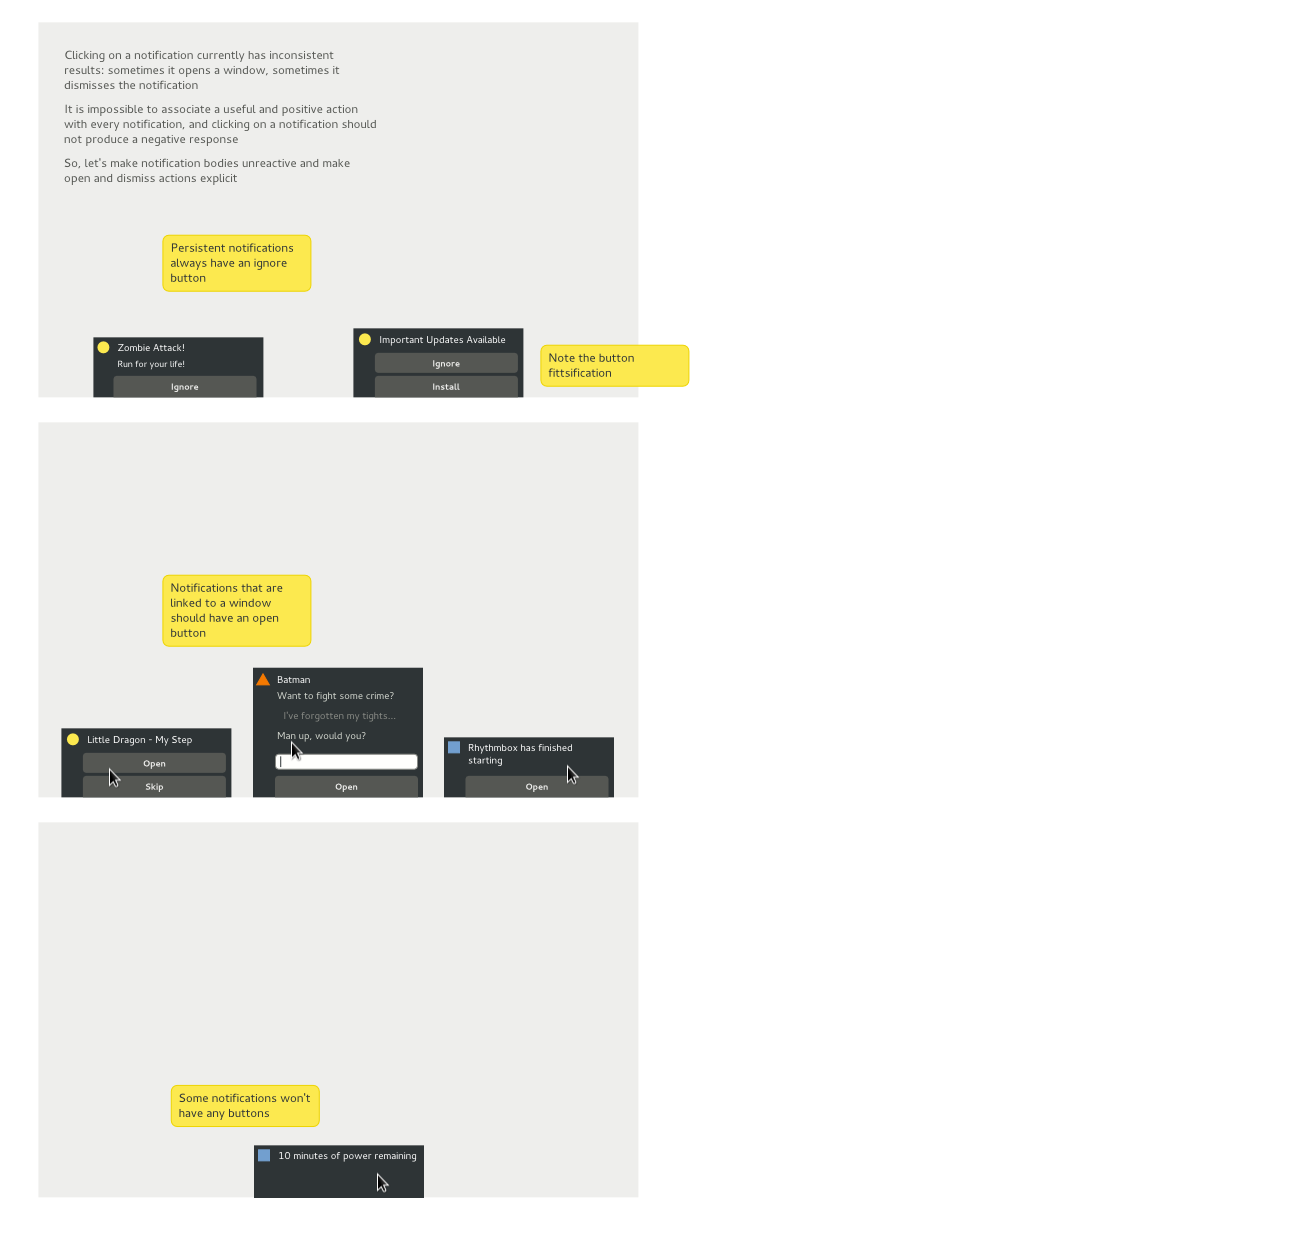 Clicking on a notification currently has inconsistent
results: sometimes it opens a window, sometimes it
dismisses the notification
It is impossible to associate a useful and positive action
with every notification, and clicking on a notification should
not produce a negative response
So, let's make notification bodies unreactive and make
open and dismiss actions explicit
Persistent notifications
always have an ignore
button
Zombie Attack!
Run for your life!
Ignore
Important Updates Available
Ignore
Install
Note the button
fittsification
Notifications that are
linked to a window
should have an open
button
Little Dragon - My Step
Open
Skip
Batman
Want to fight some crime?
I've forgotten my tights...
Man up, would you?
Open
Rhythmbox has finished
starting
Open
Some notifications won't
have any buttons
10 minutes of power remaining